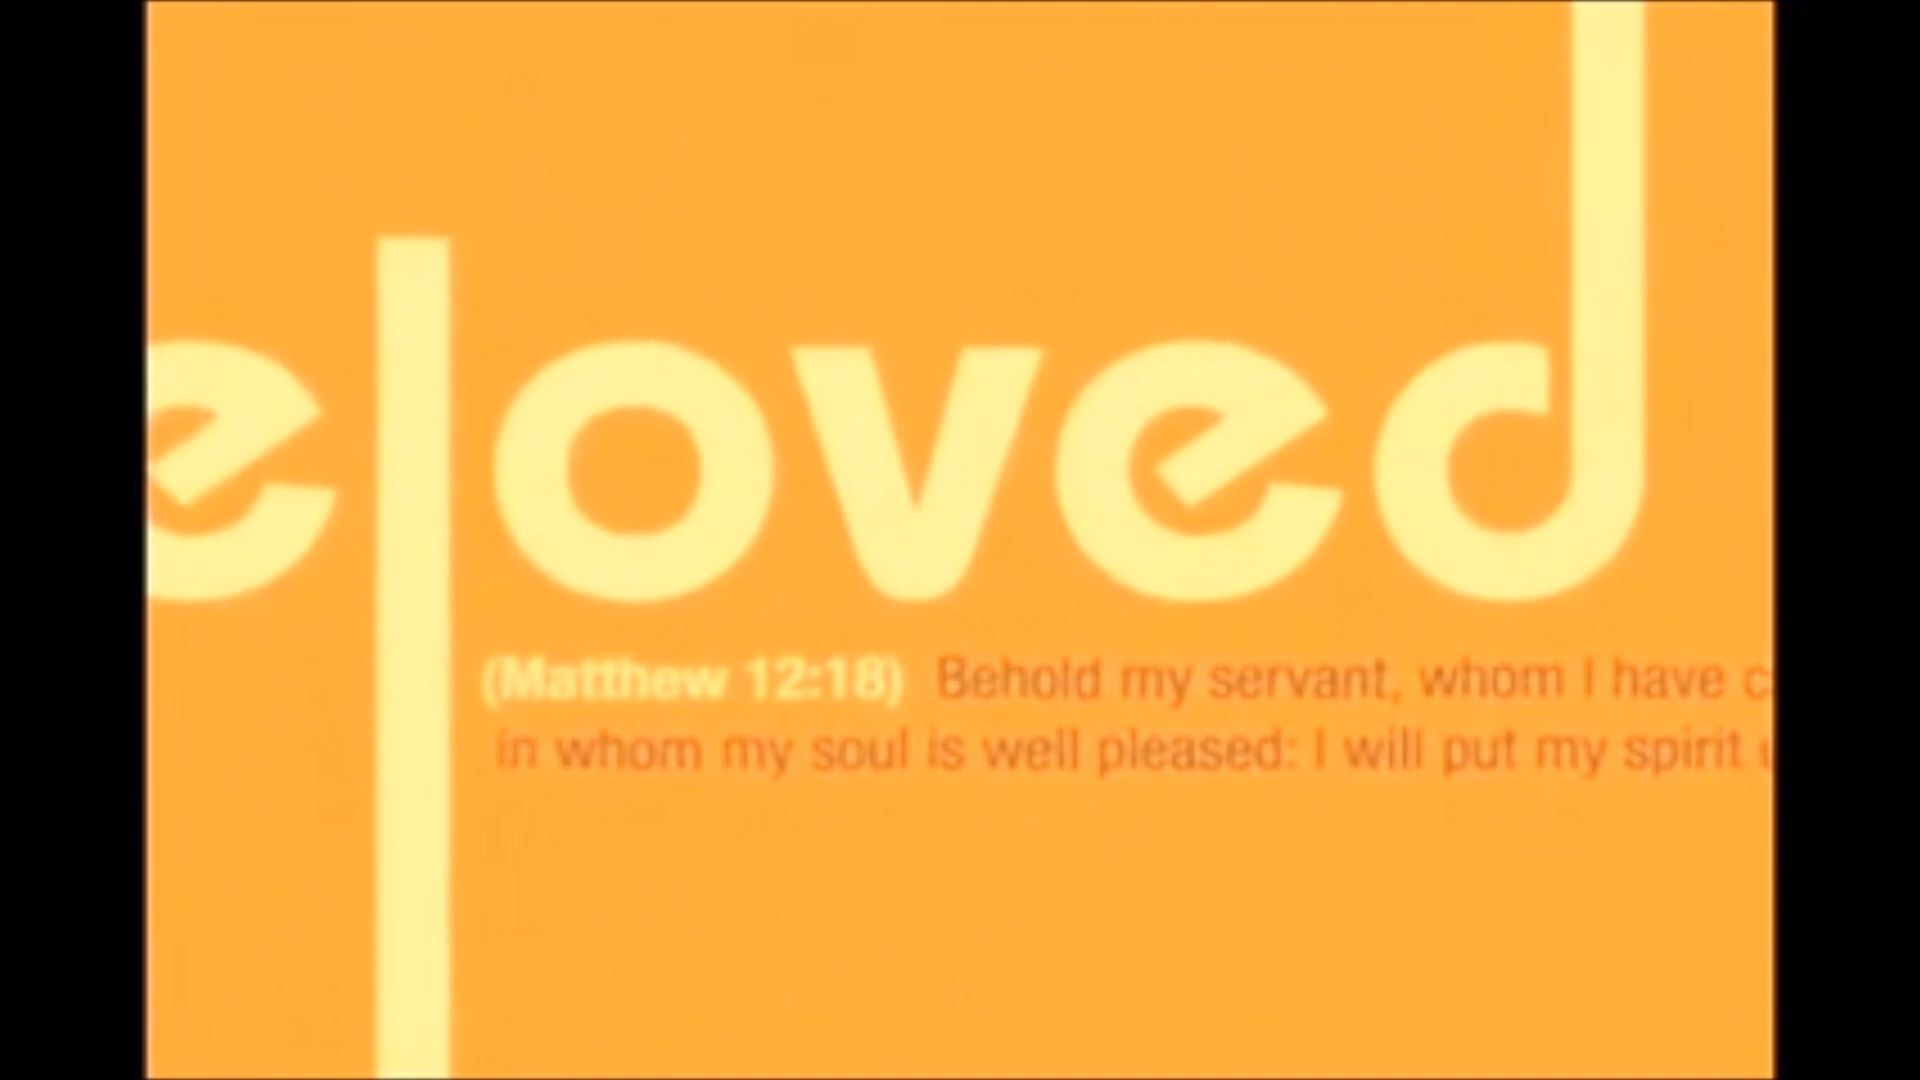 eloved
(Matthew 12:18) Behold my servant, whom I have
in whom my soul is well pleased: I will put my spirit